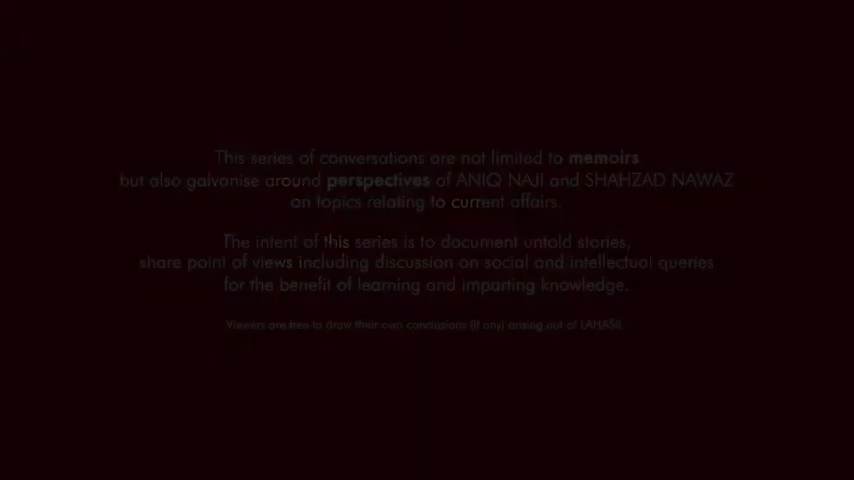 This series of conversations are not limited to memoirs
but also galvanise around perspectives of ANIQ NAJI and SHAHZAD NAWAZ
on topics relating to current affairs.
The intent of this series is to document untold stories,
share point of views including discussion on social and intellectual queries
for the benefit of learning and imparting knowledge.
Viewers are free to draw their own conclusions (if any) arising out of